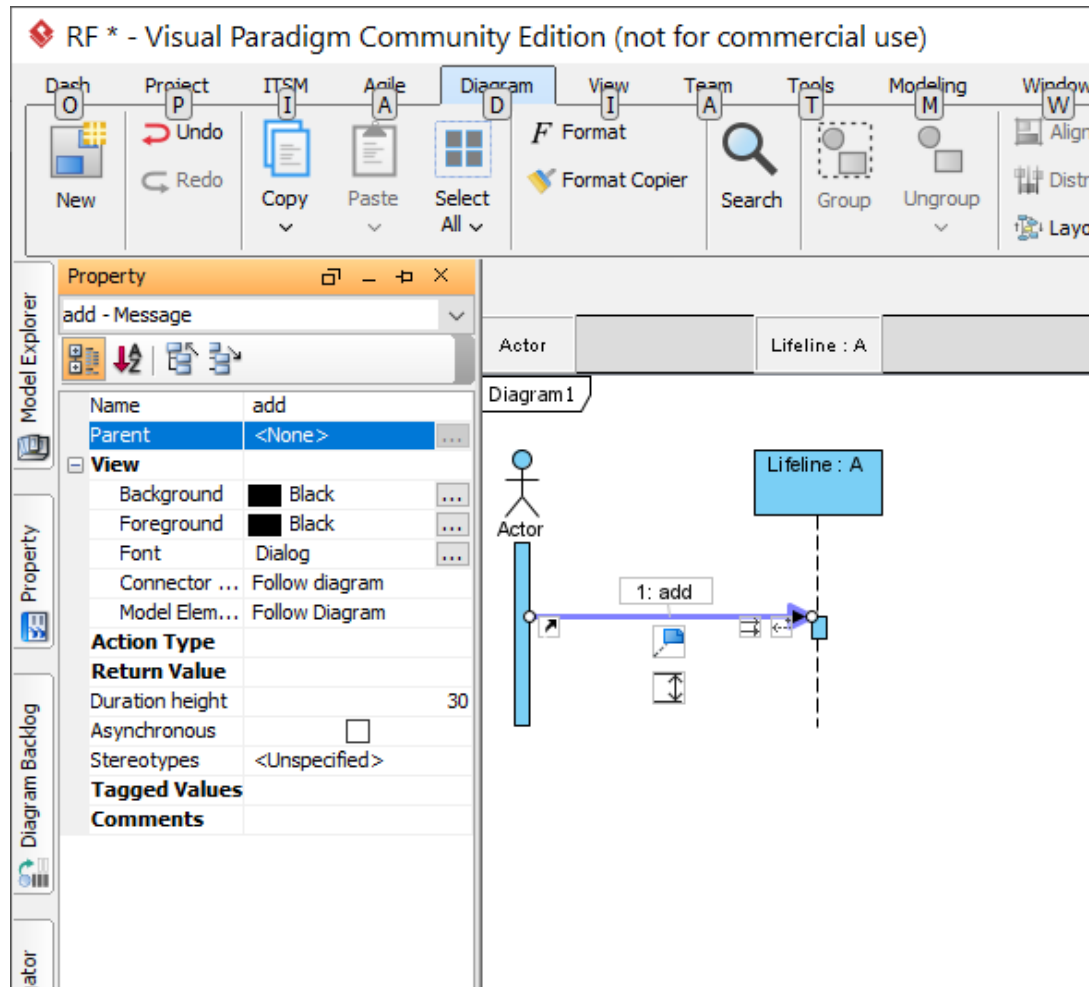 RF * - Visual Paradigm Community Edition (not for commercial use)
Dash Project ITSM Agile Diagram View Team Tools Modeling Window
O P I A D I A T M W
New
Undo
Redo
Copy
Paste
Select
All
F Format
Format Copier
Search
Group
Ungroup
Align
Distr
Layo
Model Explorer
Property
Diagram Backlog
ator
Property
add - Message
Name add
Parent <None>
View
Background Black
Foreground Black
Font Dialog
Connector ... Follow diagram
Model Elem... Follow Diagram
Action Type
Return Value
Duration height 30
Asynchronous
Stereotypes <Unspecified>
Tagged Values
Comments
Actor
Lifeline : A
Diagram1
Lifeline : A
Actor
1: add